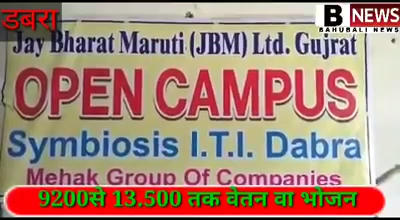 डबरा
B NEWS
BAHUBALI NEWS
Jay Bharat Maruti (JBM) Ltd. Gujrat
OPEN CAMPUS
Symbiosis I.T.I. Dabra
Mehak Group Of Companies
9200से 13.500 तक वेतन वा भोजन